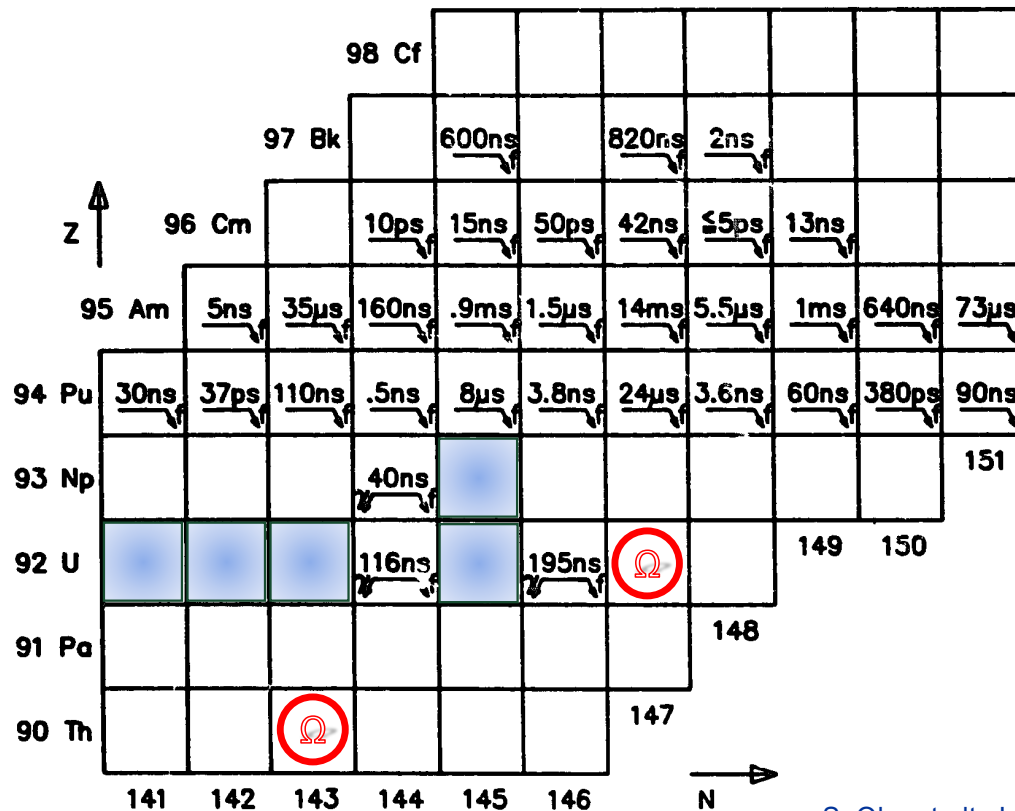 98 Cf
97 Bk 600ns 820ns 2ns
Z 96 Cm 10ps 15ns 50ps 42ns ≦5ps 13ns
95 Am 5ns 35µs 160ns .9ms 1.5µs 14ms 5.5µs 1ms 640ns 73µs
f f f f f f f f f f
94 Pu 30ns 37ps 110ns .5ns 8µs 3.8ns 24µs 3.6ns 60ns 380ps 90ns
f f f f f f f f f f f
93 Np 40ns 151
γ f
92 U 116ns 195ns Ω 149 150
γ f γ f
91 Pa 148
90 Th Ω 147
141 142 143 144 145 146 N